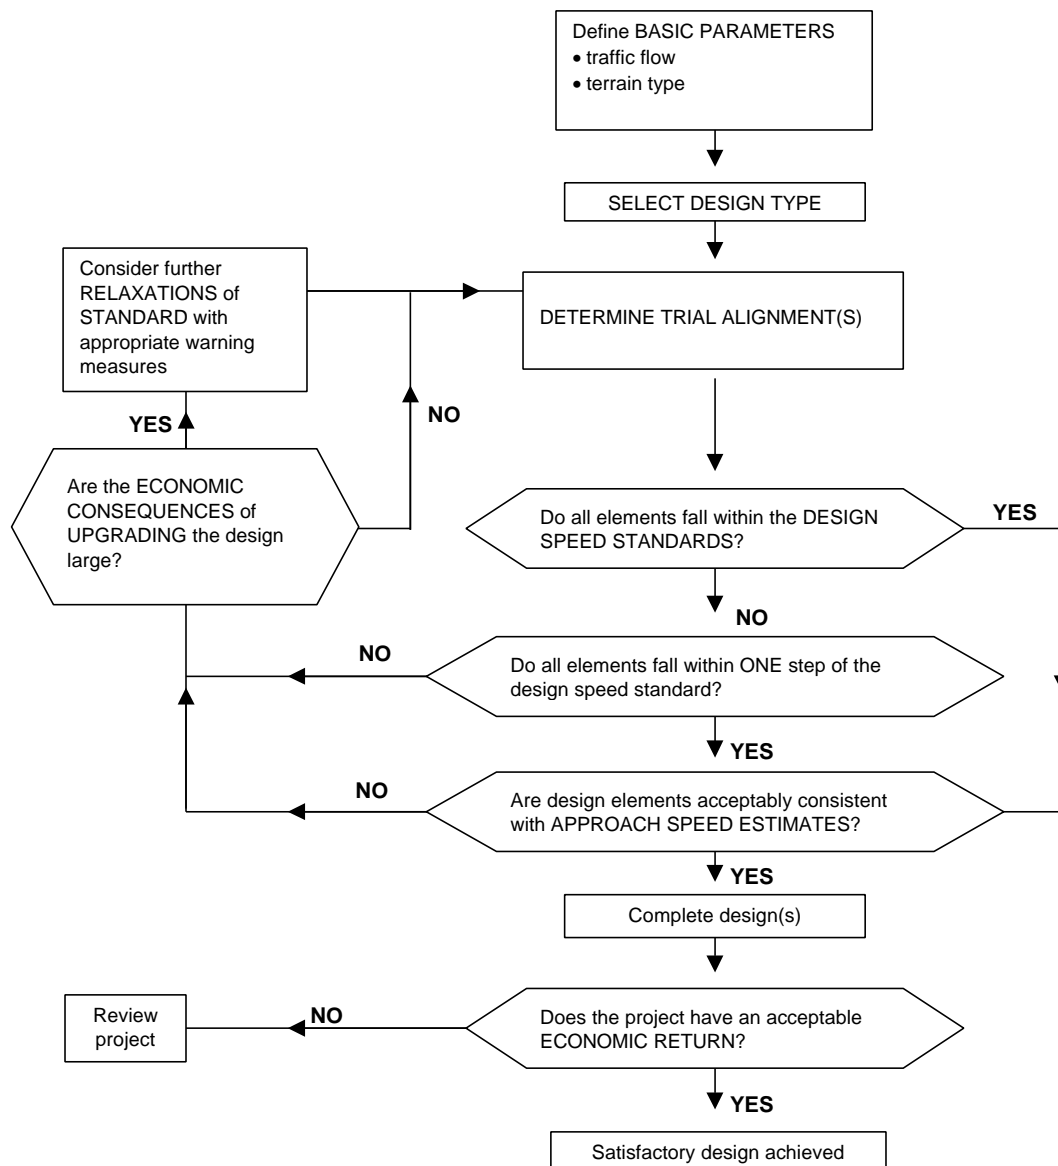 Define BASIC PARAMETERS
• traffic flow
• terrain type
SELECT DESIGN TYPE
Consider further
RELAXATIONS of
STANDARD with
appropriate warning
measures
DETERMINE TRIAL ALIGNMENT(S)
YES
NO
Are the ECONOMIC
CONSEQUENCES of
UPGRADING the design
large?
Do all elements fall within the DESIGN
SPEED STANDARDS?
YES
NO
NO
Do all elements fall within ONE step of the
design speed standard?
YES
NO
Are design elements acceptably consistent
with APPROACH SPEED ESTIMATES?
YES
Complete design(s)
Review
project
NO
Does the project have an acceptable
ECONOMIC RETURN?
YES
Satisfactory design achieved